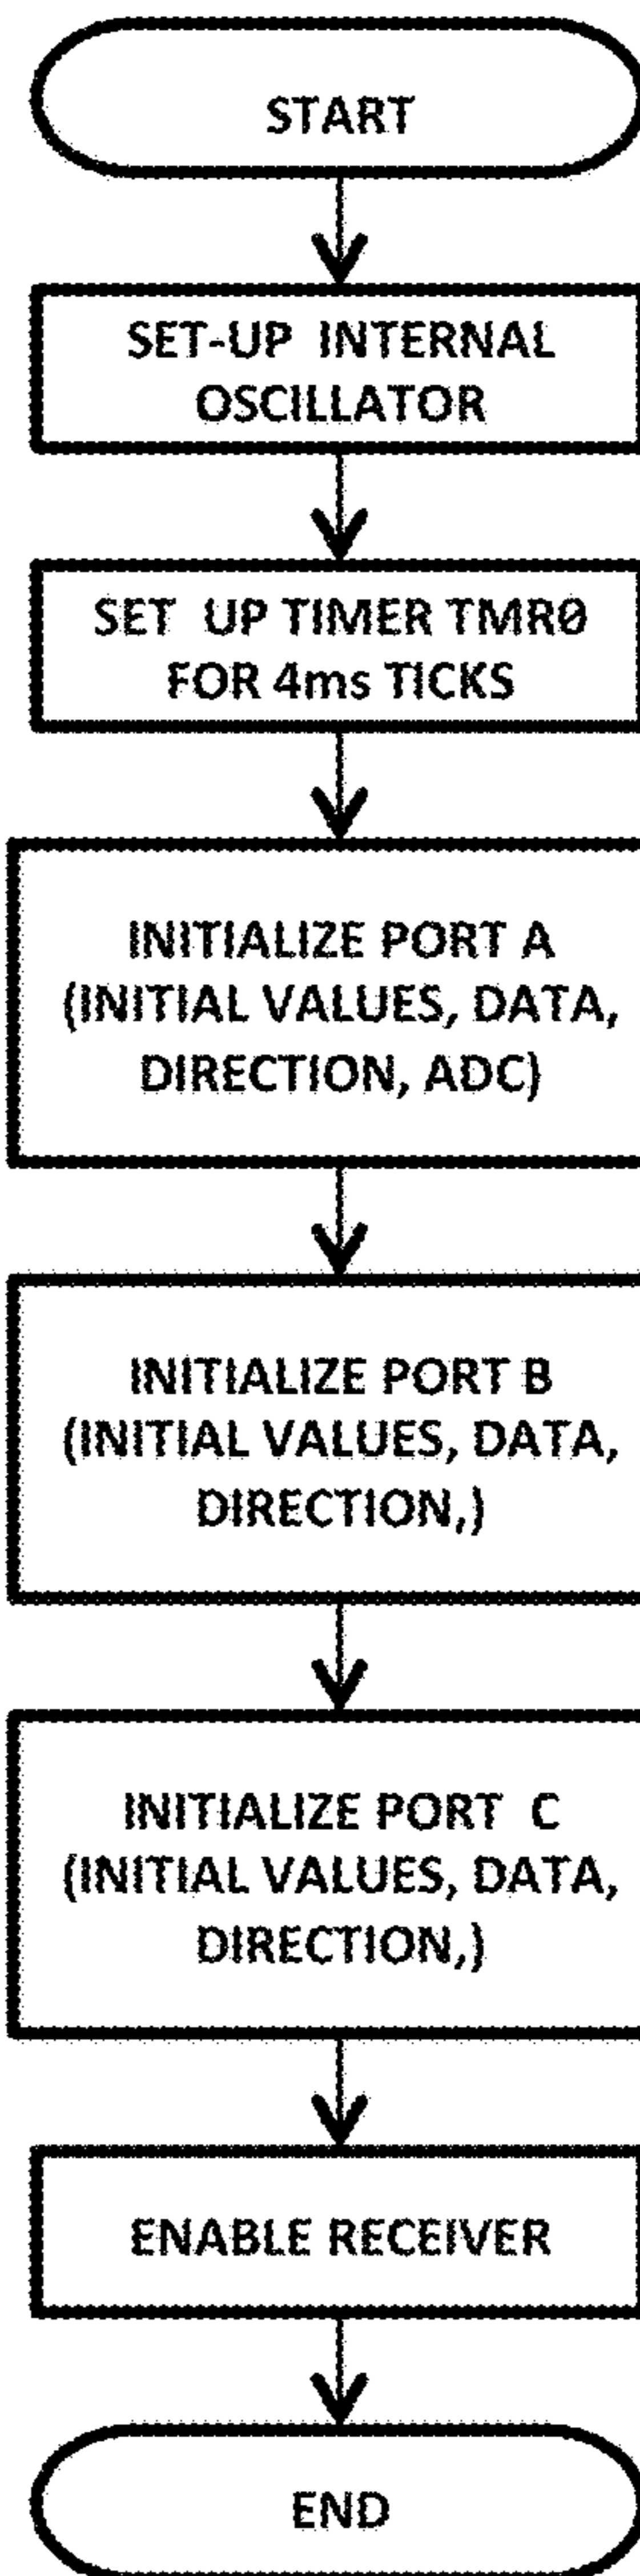 START
SET-UP INTERNAL
OSCILLATOR
SET UP TIMER TMR0
FOR 4ms TICKS
INITIALIZE PORT A
(INITIAL VALUES, DATA,
DIRECTION, ADC)
INITIALIZE PORT B
(INITIAL VALUES, DATA,
DIRECTION,)
INITIALIZE PORT C
(INITIAL VALUES, DATA,
DIRECTION,)
ENABLE RECEIVER
END